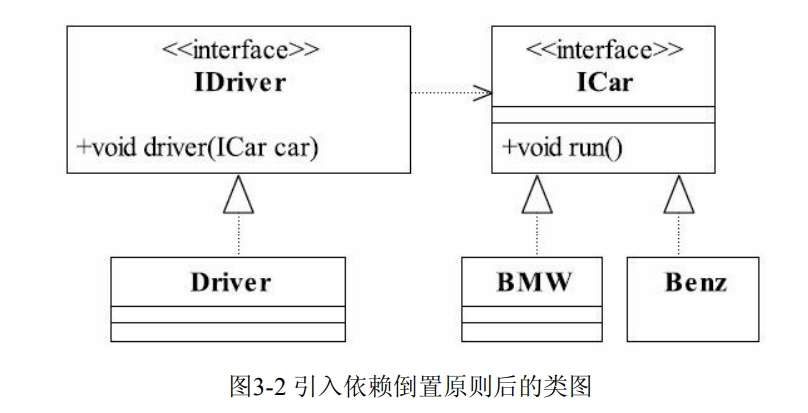 <<interface>>
IDriver
+void driver(ICar car)
<<interface>>
ICar
+void run()
Driver
BMW
Benz
图3-2 引入依赖倒置原则后的类图